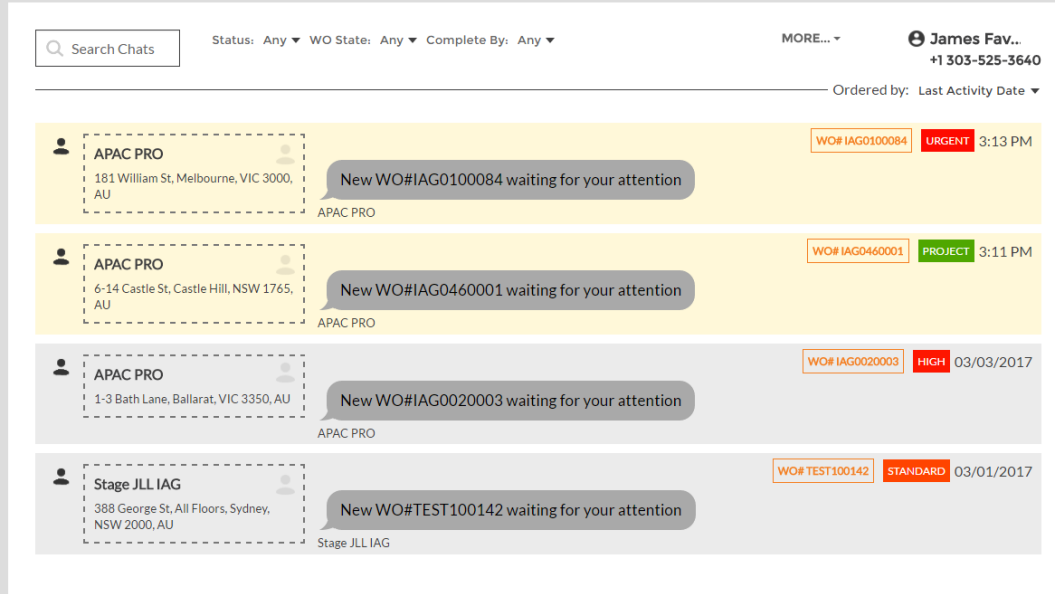 Search Chats
Status: Any WO State: Any Complete By: Any
MORE...
James Fav...
+1 303-525-3640
Ordered by: Last Activity Date
APAC PRO
181 William St, Melbourne, VIC 3000,
AU
New WO#IAG0100084 waiting for your attention
APAC PRO
WO# IAG0100084 URGENT 3:13 PM
APAC PRO
6-14 Castle St, Castle Hill, NSW 1765,
AU
New WO#IAG0460001 waiting for your attention
APAC PRO
WO# IAG0460001 PROJECT 3:11 PM
APAC PRO
1-3 Bath Lane, Ballarat, VIC 3350, AU
New WO#IAG0020003 waiting for your attention
APAC PRO
WO# IAG0020003 HIGH 03/03/2017
Stage JLL IAG
388 George St, All Floors, Sydney,
NSW 2000, AU
New WO#TEST100142 waiting for your attention
Stage JLL IAG
WO# TEST100142 STANDARD 03/01/2017